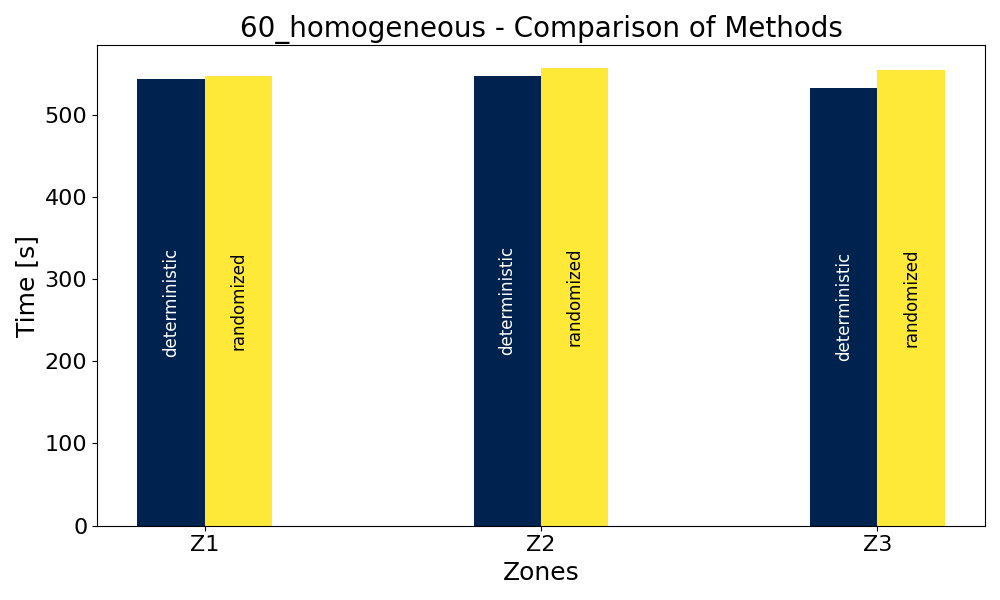 60_homogeneous - Comparison of Methods
Time [s]
500
400
300
200
100
0
deterministic
randomized
deterministic
randomized
deterministic
randomized
Z1
Z2
Z3
Zones